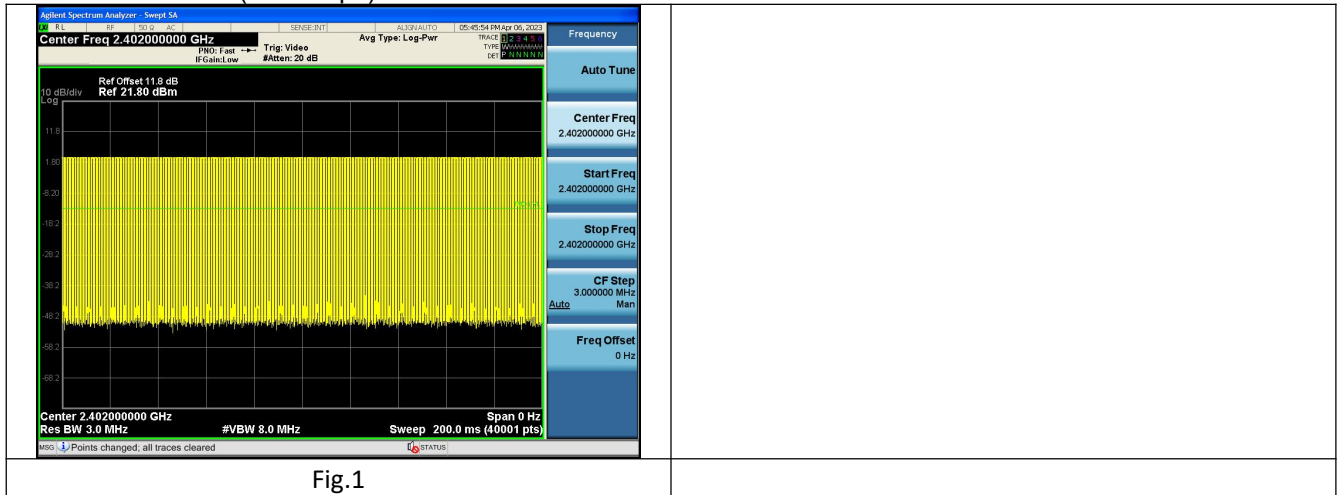 Agilent Spectrum Analyzer - Swept SA
RL RF 50 Ω AC SENSE:INT ALIGNAUTO 05:45:54 PM Apr 06, 2023
Center Freq 2.402000000 GHz
PNO: Fast
IFGain:Low
Trig: Video
#Atten: 20 dB
Avg Type: Log-Pwr
TRACE 1 2 3 4 5 6
TYPE
DET P N N N N N
Frequency
Ref Offset 11.8 dB
10 dB/div Ref 21.80 dBm
Log
11.8
1.80
-8.20
-18.2
-28.2
-38.2
-48.2
-58.2
-68.2
Center 2.402000000 GHz Span 0 Hz
Res BW 3.0 MHz #VBW 8.0 MHz Sweep 200.0 ms (40001 pts)
Auto Tune
Center Freq
2.402000000 GHz
Start Freq
2.402000000 GHz
Stop Freq
2.402000000 GHz
CF Step
3.000000 MHz
Auto Man
Freq Offset
0 Hz
MSG Points changed; all traces cleared STATUS
Fig.1